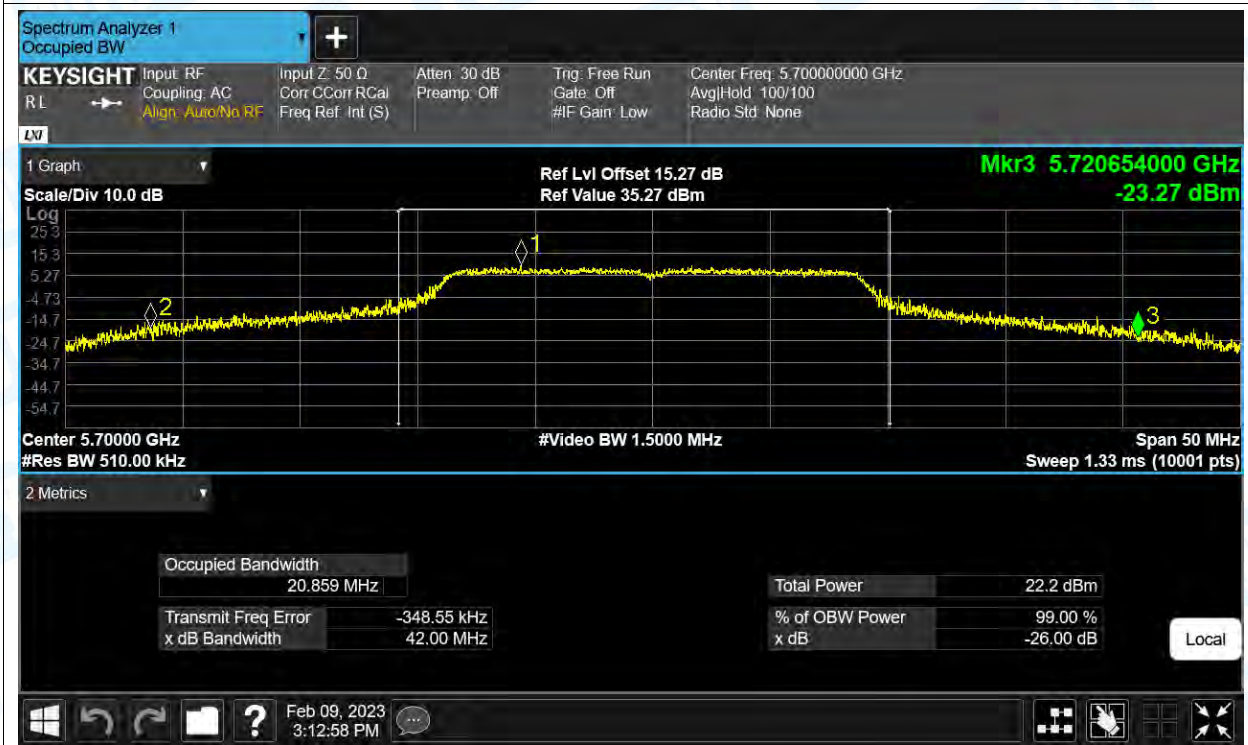 Spectrum Analyzer 1
Occupied BW
+
KEYSIGHT
RL
LXI
Input: RF
Coupling: AC
Align: Auto/No RF
Input Z: 50 Ω
Corr CCorr RCal
Freq Ref: Int (S)
Atten: 30 dB
Preamp: Off
Trig: Free Run
Gate: Off
#IF Gain: Low
Center Freq: 5.700000000 GHz
Avg|Hold: 100/100
Radio Std: None
1 Graph
Scale/Div 10.0 dB
Ref Lvl Offset 15.27 dB
Ref Value 35.27 dBm
Mkr3 5.720654000 GHz
-23.27 dBm
Log
25.3
15.3
5.27
-4.73
-14.7
-24.7
-34.7
-44.7
-54.7
1
2
3
Center 5.70000 GHz
#Res BW 510.00 kHz
#Video BW 1.5000 MHz
Span 50 MHz
Sweep 1.33 ms (10001 pts)
2 Metrics
Occupied Bandwidth
20.859 MHz
Transmit Freq Error -348.55 kHz
x dB Bandwidth 42.00 MHz
Total Power 22.2 dBm
% of OBW Power 99.00 %
x dB -26.00 dB
Local
?
Feb 09, 2023
3:12:58 PM